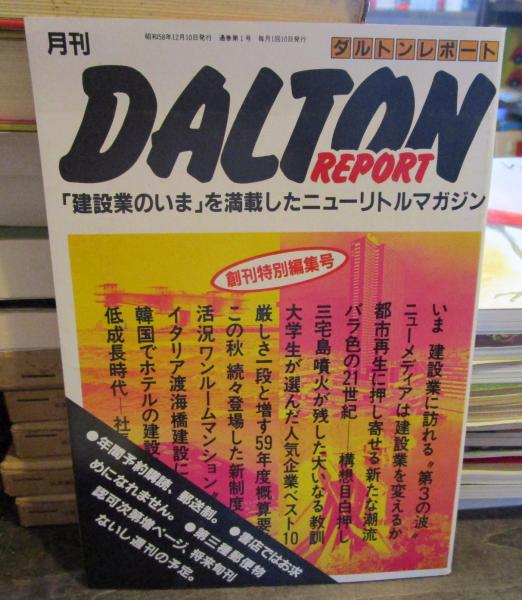 月刊
昭和58年12月10日発行　通巻第1号　毎月1回10日発行
ダルトンレポート
DALTON
REPORT
「建設業のいま」を満載したニューリトルマガジン
創刊特別編集号
いま 建設業に訪れる〝第3の波〟
ニューメディアは建設業を変えるか
都市再生に押し寄せる新たな潮流
バラ色の21世紀──構想目白押し
三宅島噴火が残した大いなる教訓
大学生が選んだ人気企業ベスト10
厳しさ一段と増す59年度概算要
この秋 続々登場した新制度
活況ワンルームマンション
イタリア渡海橋建設に
韓国でホテルの建設
低成長時代──社
●年間予約購読、郵送制。●書店ではお求
めになれません。●第三種郵便物
認可次第増ページ、将来旬刊
ないし週刊の予定。